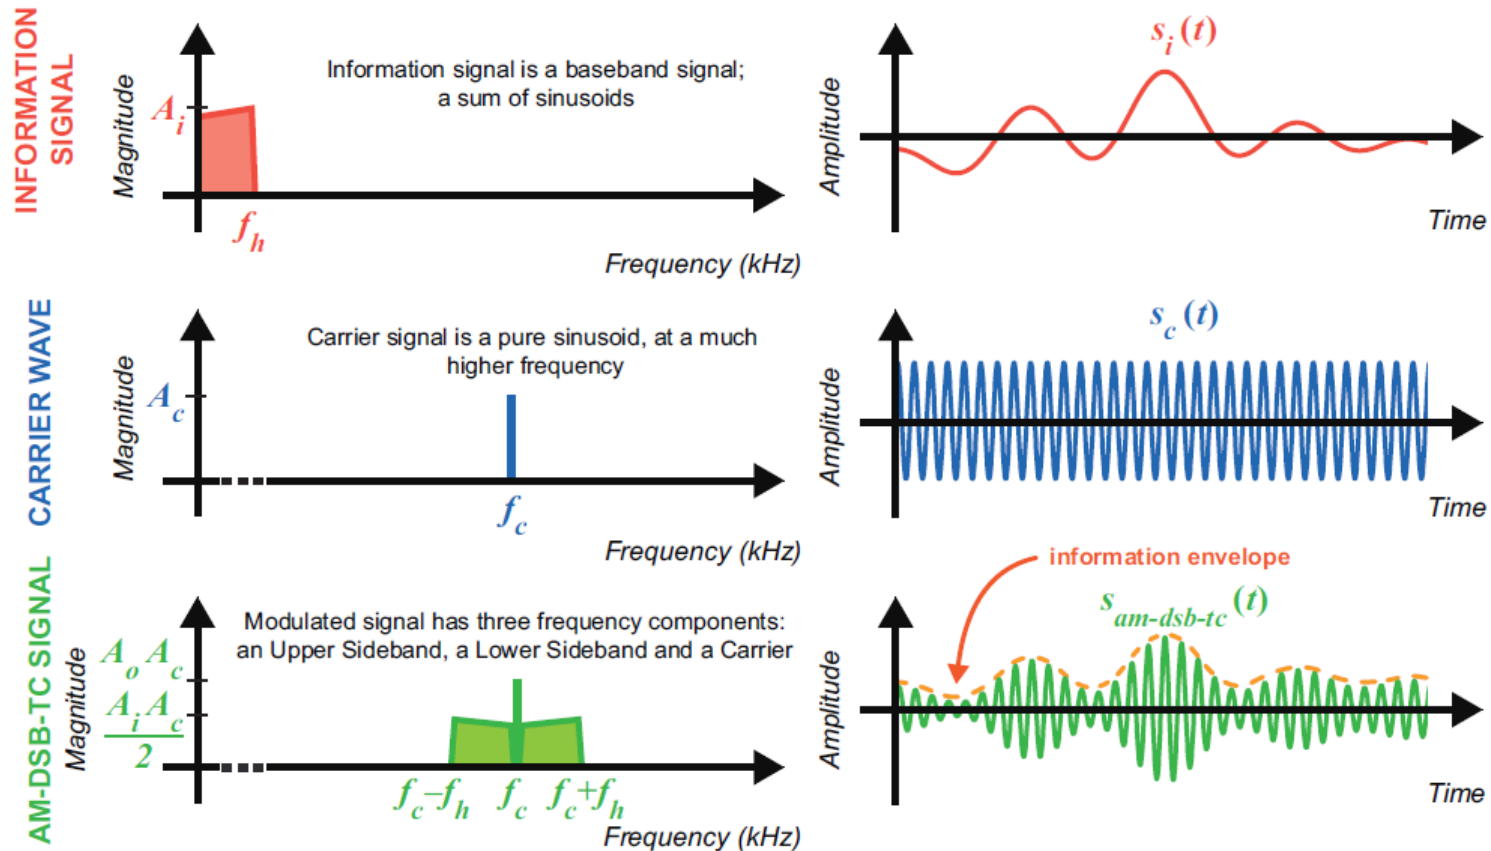 INFORMATION
SIGNAL
Magnitude
A_i
Information signal is a baseband signal;
a sum of sinusoids
f_h
Frequency (kHz)
s_i (t)
Amplitude
Time
CARRIER WAVE
Magnitude
A_c
Carrier signal is a pure sinusoid, at a much
higher frequency
f_c
Frequency (kHz)
s_c (t)
Amplitude
Time
AM-DSB-TC SIGNAL
Magnitude
A_o A_c
A_i A_c
2
Modulated signal has three frequency components:
an Upper Sideband, a Lower Sideband and a Carrier
f_c–f_h f_c f_c+f_h
Frequency (kHz)
information envelope
s_am-dsb-tc (t)
Amplitude
Time